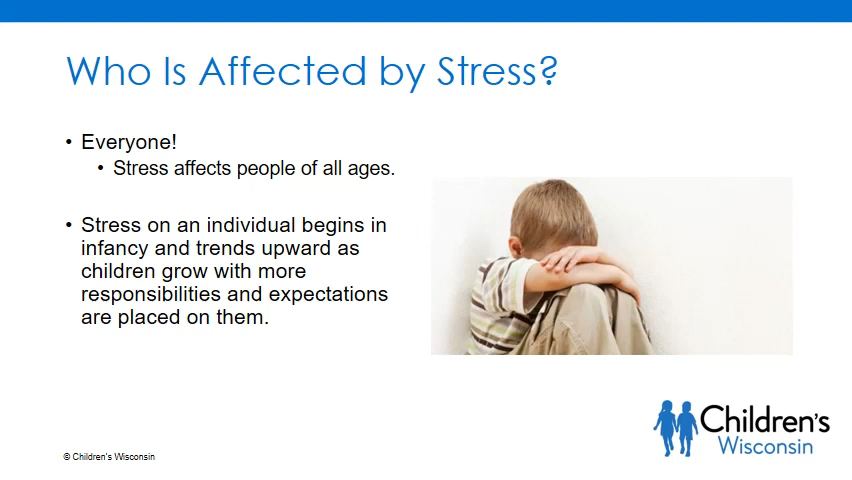 Who Is Affected by Stress?
• Everyone!
• Stress affects people of all ages.
• Stress on an individual begins in
infancy and trends upward as
children grow with more
responsibilities and expectations
are placed on them.
Children's
Wisconsin
© Children's Wisconsin